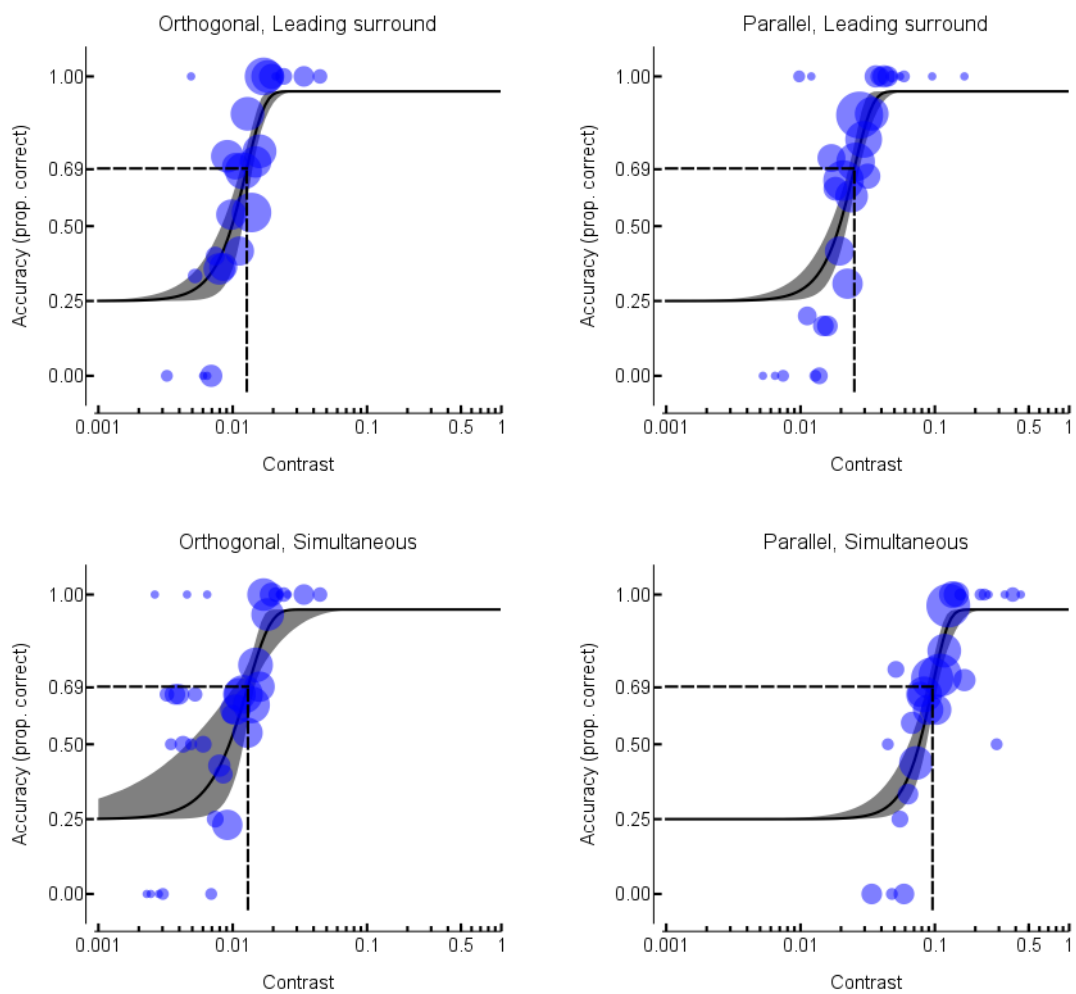 Orthogonal, Leading surround
Accuracy (prop. correct)
1.00
0.69
0.50
0.25
0.00
0.001 0.01 0.1 0.5 1
Contrast
Parallel, Leading surround
Accuracy (prop. correct)
1.00
0.69
0.50
0.25
0.00
0.001 0.01 0.1 0.5 1
Contrast
Orthogonal, Simultaneous
Accuracy (prop. correct)
1.00
0.69
0.50
0.25
0.00
0.001 0.01 0.1 0.5 1
Contrast
Parallel, Simultaneous
Accuracy (prop. correct)
1.00
0.69
0.50
0.25
0.00
0.001 0.01 0.1 0.5 1
Contrast